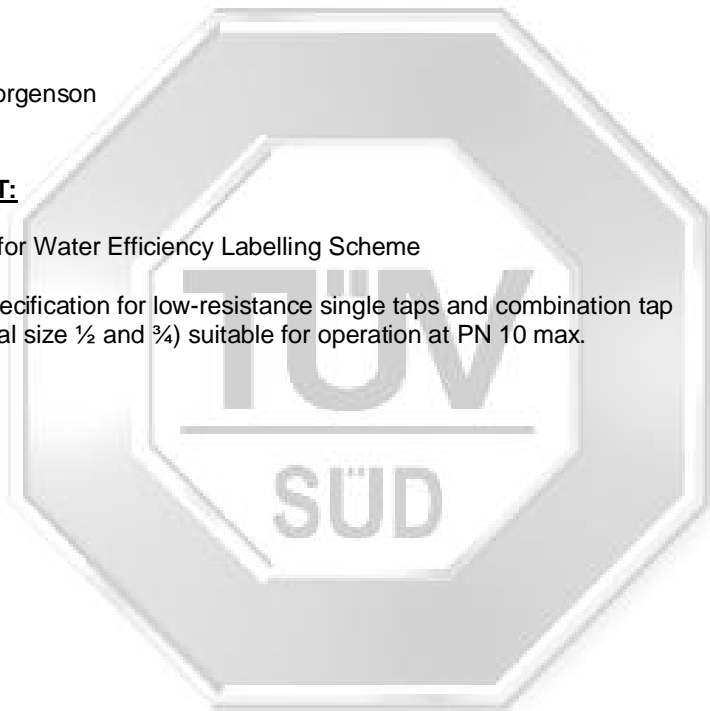 orgenson
T:
for Water Efficiency Labelling Scheme
ecification for low-resistance single taps and combination tap
al size ½ and ¾) suitable for operation at PN 10 max.
TÜV
SÜD